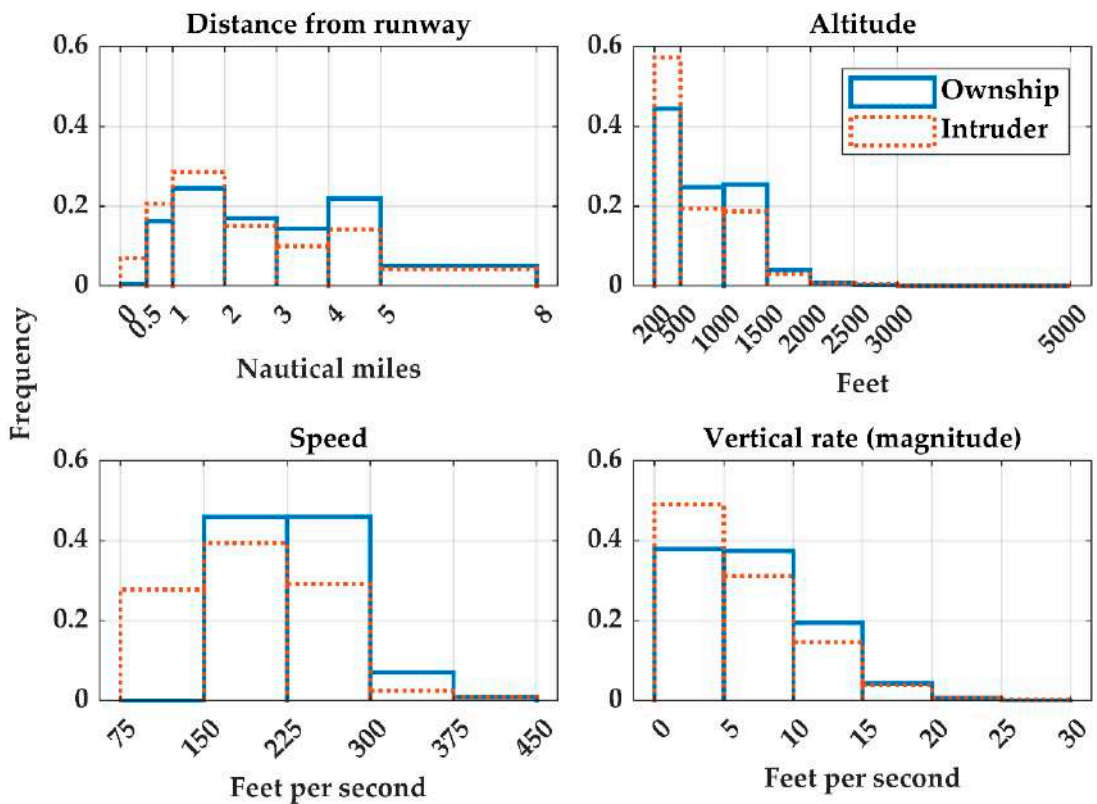 Distance from runway
0.6
0.4
0.2
0
0 0.5 1 2 3 4 5 8
Nautical miles
Altitude
Ownship
Intruder
0.6
0.4
0.2
0
200 500 1000 1500 2000 2500 3000 5000
Feet
Frequency
Speed
0.6
0.4
0.2
0
75 150 225 300 375 450
Feet per second
Vertical rate (magnitude)
0.6
0.4
0.2
0
0 5 10 15 20 25 30
Feet per second